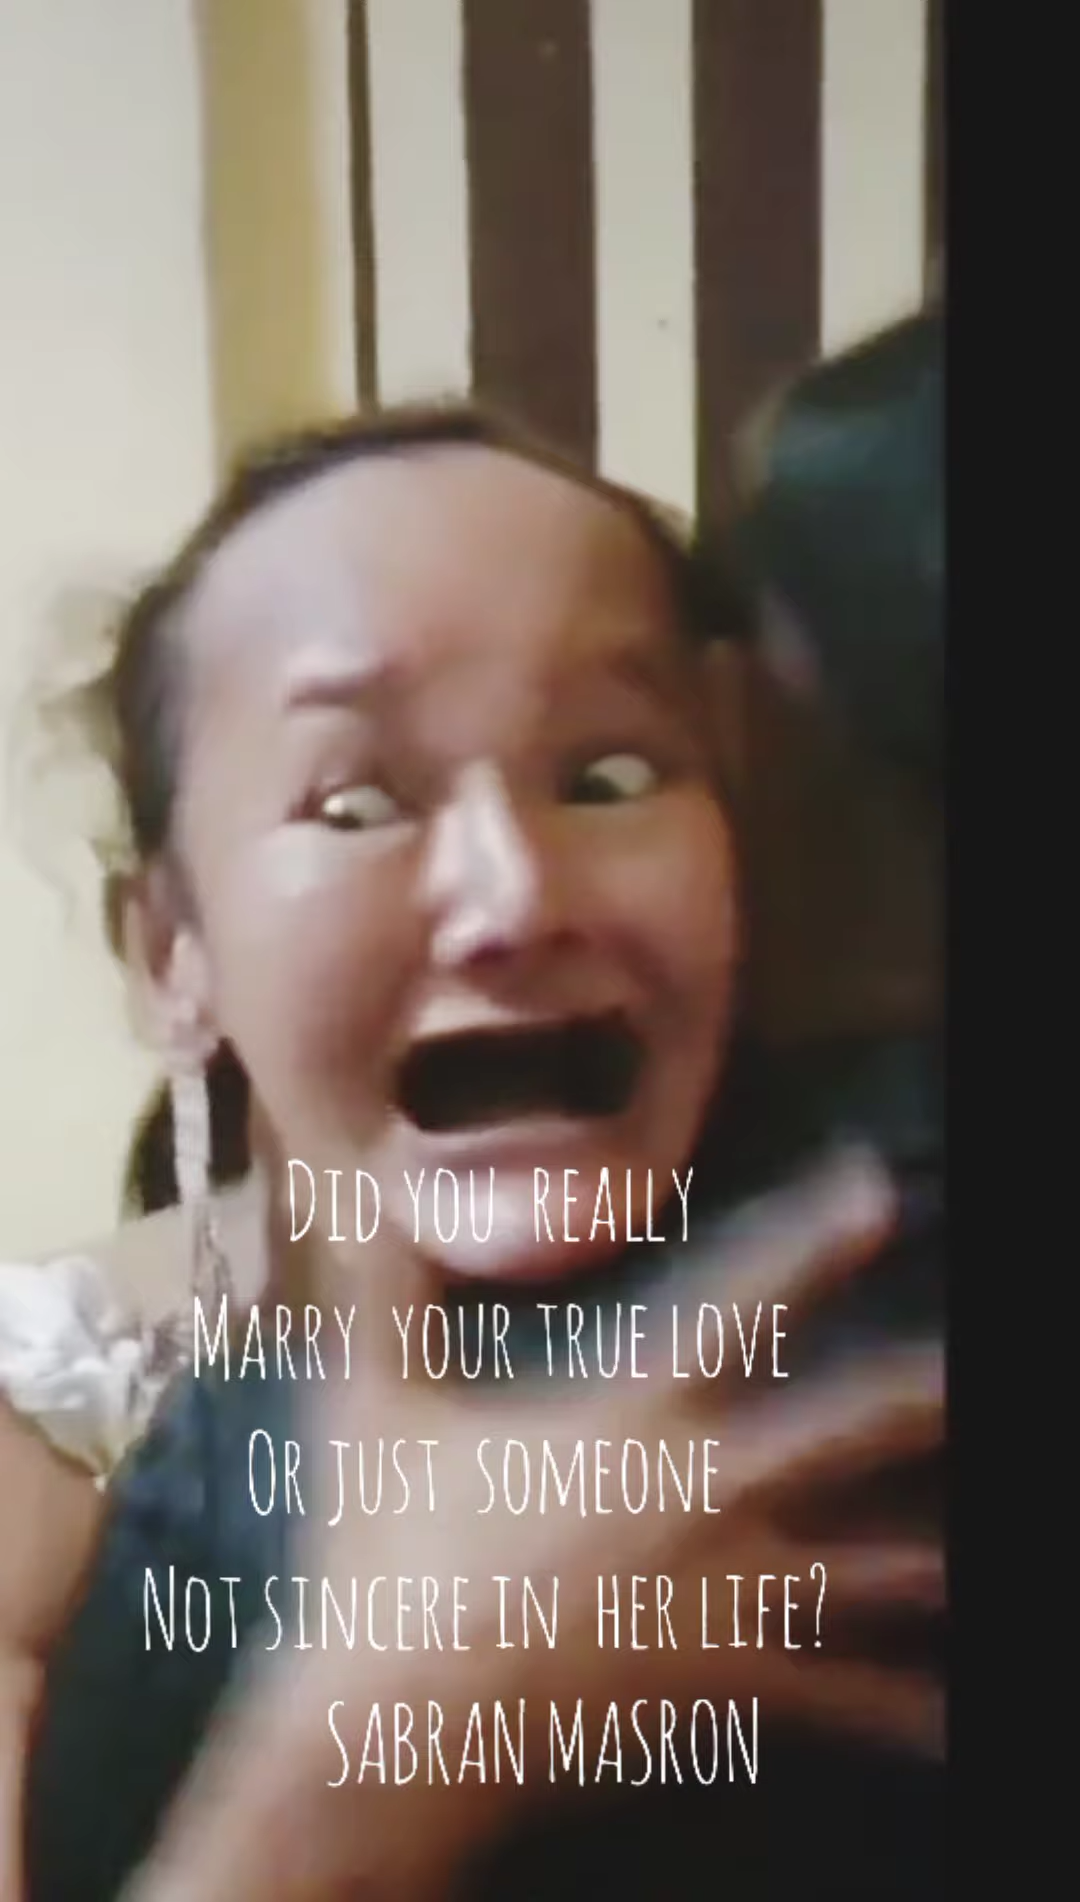 Did you really
Marry your true love
Or just someone
Not sincere in her life?
SABRAN MASRON